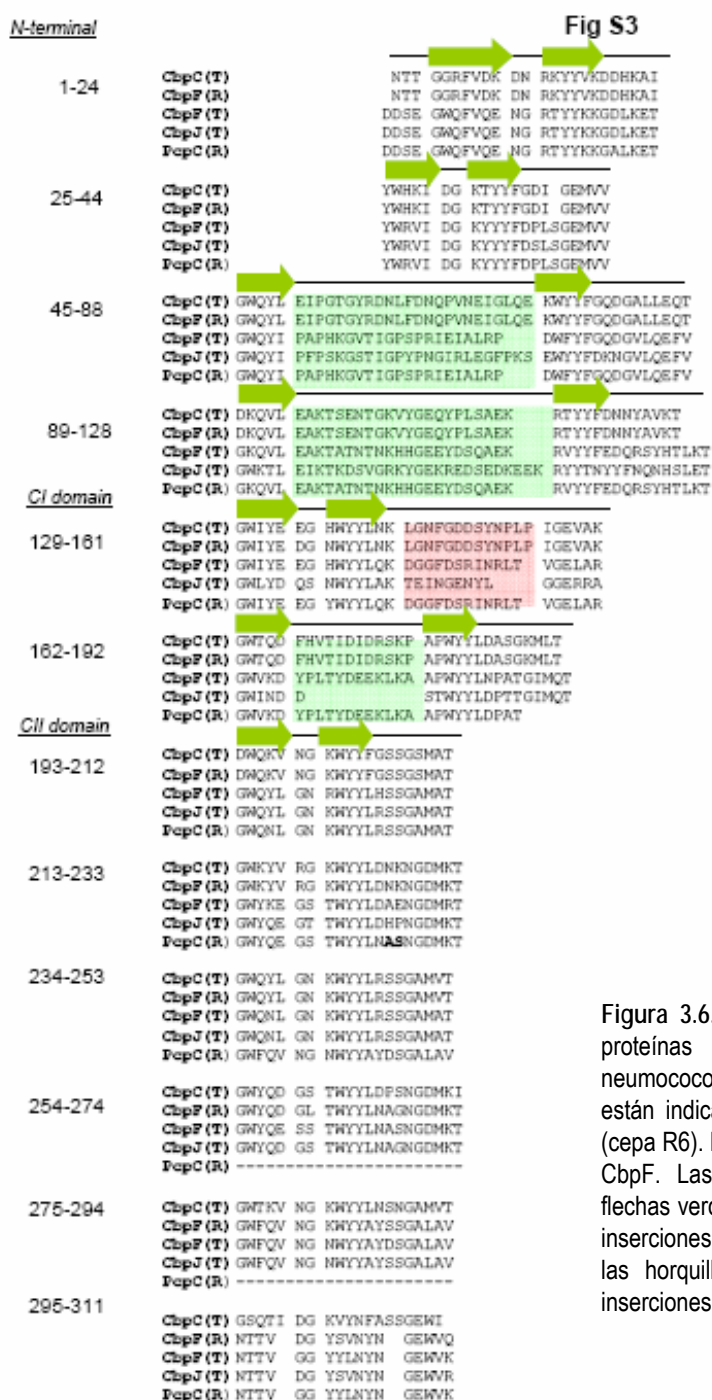 N-terminal
Fig S3
1-24
CbpC(T) NTT GGRFVDK DN RKYYVKDDHKAI
CbpF(R) NTT GGRFVDK DN RKYYVKDDHKAI
CbpF(T) DDSE GWQFVQE NG RTYYKKGDLKET
CbpJ(T) DDSE GWQFVQE NG RTYYKKGDLKET
PcpC(R) DDSE GWQFVQE NG RTYYKKGALKET
25-44
CbpC(T) YWHKI DG KTYYFGDI GEMVV
CbpF(R) YWHKI DG KTYYFGDI GEMVV
CbpF(T) YWRVI DG KYYYFDPLSGEMVV
CbpJ(T) YWRVI DG KYYYFDSLSGEMVV
PcpC(R) YWRVI DG KYYYFDPLSGEMVV
45-88
CbpC(T) GWQYL EIPGTGYRDNLFDNQPVNEIGLQE KWYYFGQDGALLEQT
CbpF(R) GWQYL EIPGTGYRDNLFDNQPVNEIGLQE KWYYFGQDGALLEQT
CbpF(T) GWQYI PAPHKGVTIGPSPRIEIALRP DWFYFGQDGVLQEFV
CbpJ(T) GWQYI PFPSKGSTIGPYPNGIRLEGFPKS EWYYFDKNGVLQEFV
PcpC(R) GWQYI PAPHKGVTIGPSPRIEIALRP DWFYFGQDGVLQEFV
89-128
CbpC(T) DKQVL EAKTSENTGKVYGEQYPLSAEK RTYYFDNNYAVKT
CbpF(R) DKQVL EAKTSENTGKVYGEQYPLSAEK RTYYFDNNYAVKT
CbpF(T) GKQVL EAKTATNTNKHHGEEYDSQAEK RVYYFEDQRSYHTLKT
CbpJ(T) GWKTL EIKTKDSVGRKYGEKREDSEDKEEK RYYTNYYFNQNHSLET
PcpC(R) GKQVL EAKTATNTNKHHGEEYDSQAEK RVYYFEDQRSYHTLKT
CI domain
129-161
CbpC(T) GWIYE EG HWYYLNK LGNFGDDSYNPLP IGEVAK
CbpF(R) GWIYE DG NWYYLNK LGNFGDDSYNPLP IGEVAK
CbpF(T) GWIYE EG HWYYLQK DGGFDSRINRLT VGELAR
CbpJ(T) GWLYD QS NWYYLAK TEINGENYL GGERRA
PcpC(R) GWIYE EG YWYYLQK DGGFDSRINRLT VGELAR
162-192
CbpC(T) GWTQD FHVTIDIDRSKP APWYYLDASGKMLT
CbpF(R) GWTQD FHVTIDIDRSKP APWYYLDASGKMLT
CbpF(T) GWVKD YPLTYDEEKLKA APWYYLNPATGIMQT
CbpJ(T) GWIND D STWYYLDPTTGIMQT
PcpC(R) GWVKD YPLTYDEEKLKA APWYYLDPAT
CII domain
193-212
CbpC(T) DWQKV NG KWYYFGSSGSMAT
CbpF(R) DWQKV NG KWYYFGSSGSMAT
CbpF(T) GWQYL GN RWYYLHSSGAMAT
CbpJ(T) GWQYL GN KWYYLRSSGAMAT
PcpC(R) GWQNL GN KWYYLRSSGAMAT
213-233
CbpC(T) GWKYV RG KWYYLDNKNGDMKT
CbpF(R) GWKYV RG KWYYLDNKNGDMKT
CbpF(T) GWYKE GS TWYYLDAENGDMRT
CbpJ(T) GWYQE GT TWYYLDHPNGDMKT
PcpC(R) GWYQE GS TWYYLNASNGDMKT
234-253
CbpC(T) GWQYL GN KWYYLRSSGAMVT
CbpF(R) GWQYL GN KWYYLRSSGAMVT
CbpF(T) GWQNL GN KWYYLRSSGAMAT
CbpJ(T) GWQNL GN KWYYLRSSGAMAT
PcpC(R) GWFQV NG NWYYAYDSGALAV
254-274
CbpC(T) GWYQD GS TWYYLDPSNGDMKI
CbpF(R) GWYQD GL TWYYLNAGNGDMKT
CbpF(T) GWYQE SS TWYYLNASNGDMKT
CbpJ(T) GWYQD GS TWYYLNAGNGDMKT
PcpC(R) -----------------------
275-294
CbpC(T) GWTKV NG KWYYLNSNGAMVT
CbpF(R) GWFQV NG KWYYAYSSGALAV
CbpF(T) GWFQV NG NWYYAYDSGALAV
CbpJ(T) GWFQV NG NWYYAYSSGALAV
PcpC(R) -----------------------
295-311
CbpC(T) GSQTI DG KVYNFASSGEWI
CbpF(R) NTTV DG YSVNYN GEWVQ
CbpF(T) NTTV GG YYLNYN GEWVK
CbpJ(T) NTTV DG YSVNYN GEWVR
PcpC(R) NTTV GG YYLNYN GEWVK
Figura 3.6.
proteínas
neumococo
están indica
(cepa R6).
CbpF. Las
flechas verd
inserciones
las horquill
inserciones